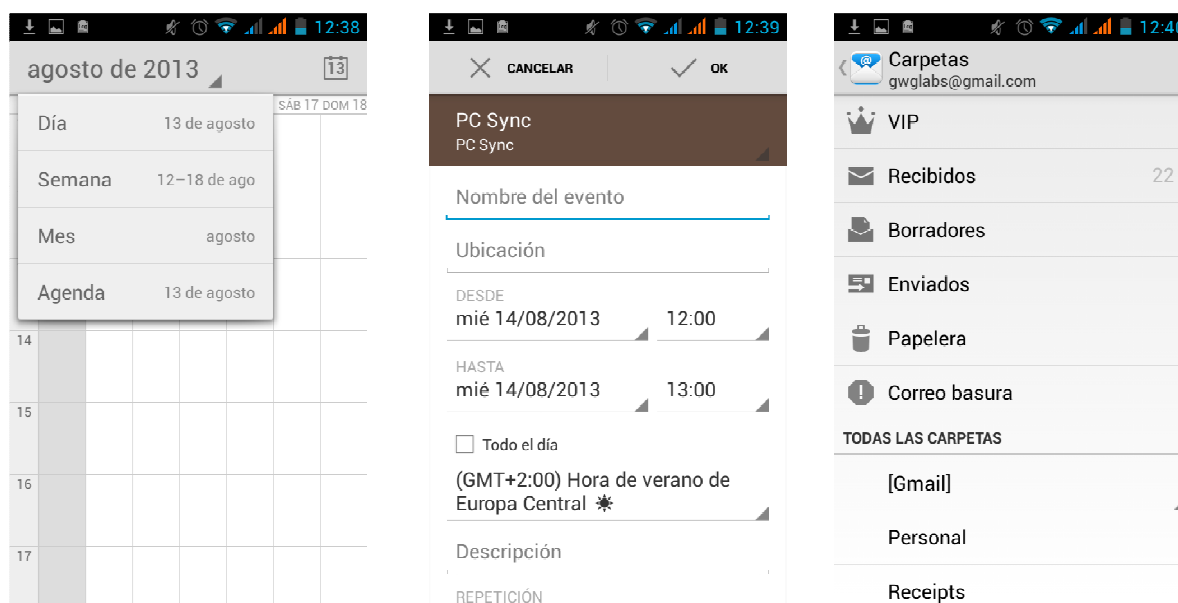 12:38
agosto de 2013
13
SÁB 17 DOM 18
Día 13 de agosto
Semana 12–18 de ago
Mes agosto
Agenda 13 de agosto
14
15
16
17
12:39
CANCELAR OK
PC Sync
PC Sync
Nombre del evento
Ubicación
DESDE
mié 14/08/2013 12:00
HASTA
mié 14/08/2013 13:00
Todo el día
(GMT+2:00) Hora de verano de
Europa Central
Descripción
REPETICIÓN
Carpetas
gwglabs@gmail.com
VIP
Recibidos 22
Borradores
Enviados
Papelera
Correo basura
TODAS LAS CARPETAS
[Gmail]
Personal
Receipts